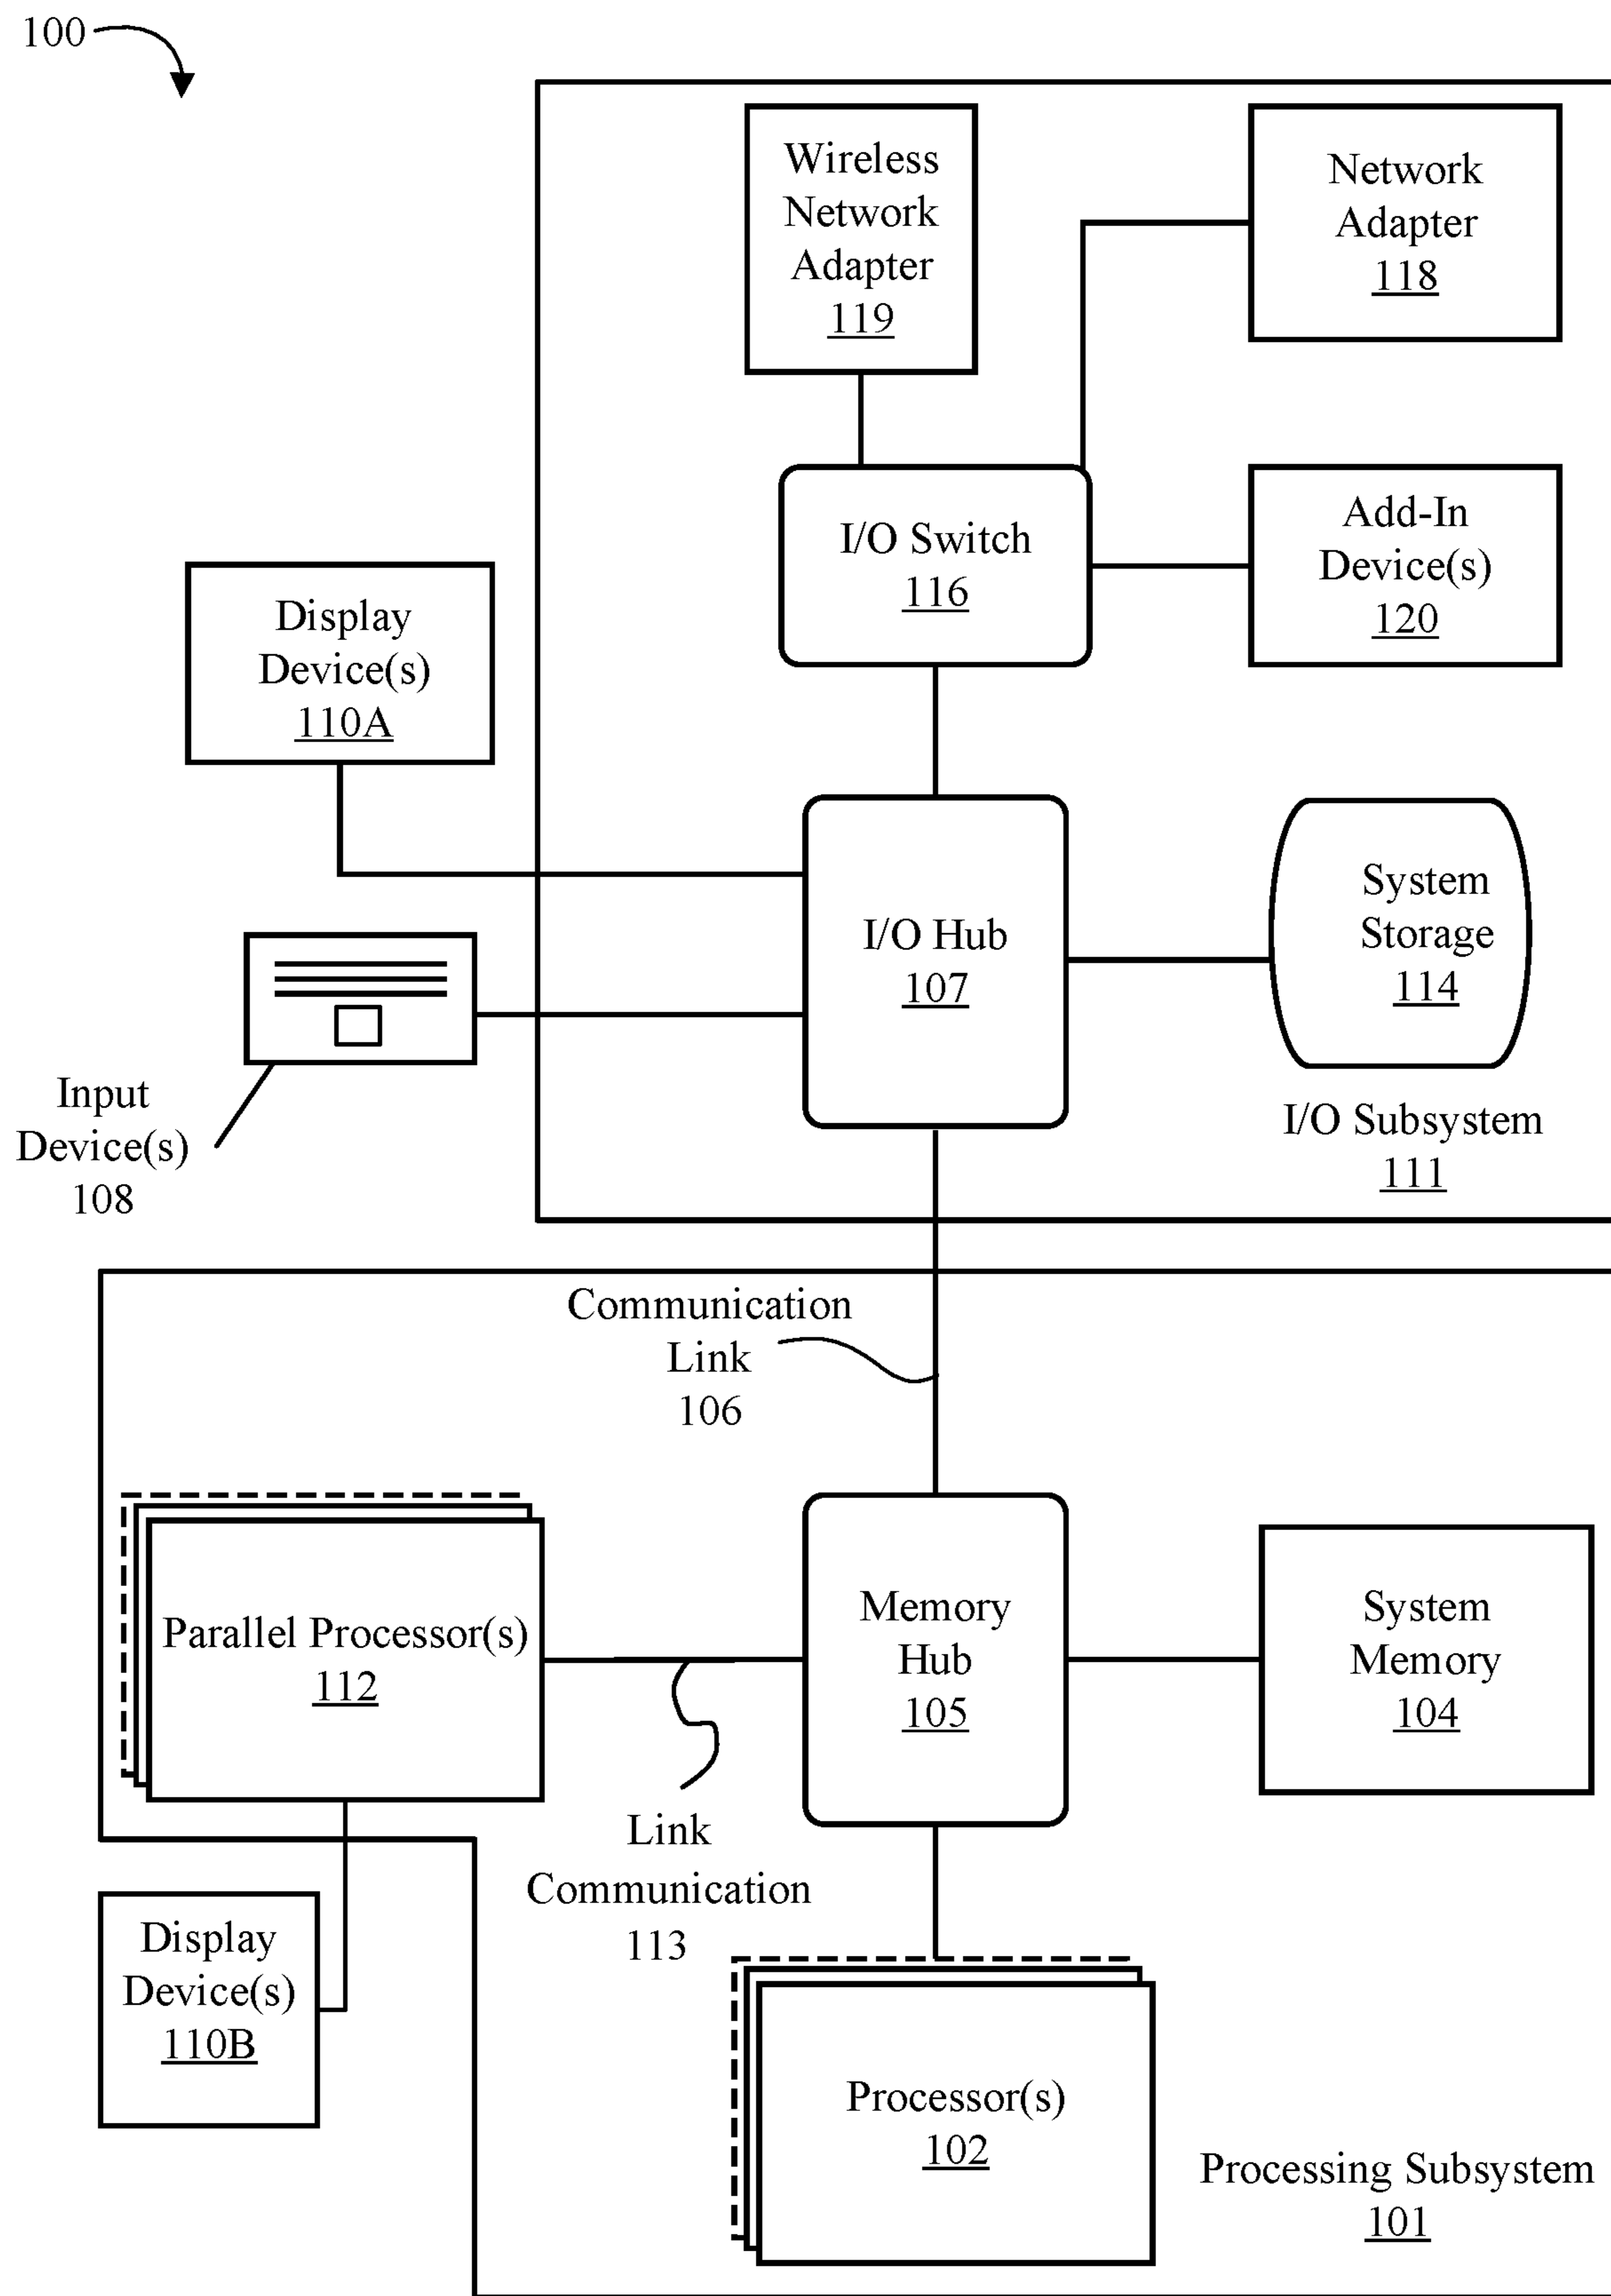 100
Wireless
Network
Adapter
119
Network
Adapter
118
I/O Switch
116
Add-In
Device(s)
120
Display
Device(s)
110A
I/O Hub
107
System
Storage
114
Input
Device(s)
108
I/O Subsystem
111
Communication
Link
106
Parallel Processor(s)
112
Memory
Hub
105
System
Memory
104
Link
Communication
113
Display
Device(s)
110B
Processor(s)
102
Processing Subsystem
101